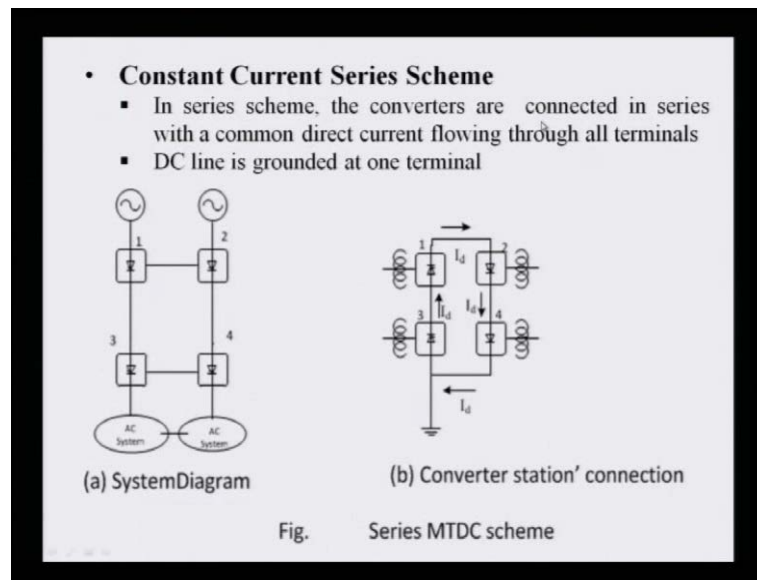 • Constant Current Series Scheme
▪ In series scheme, the converters are connected in series
with a common direct current flowing through all terminals
▪ DC line is grounded at one terminal
1
2
3
4
AC
System
AC
System
1
Id
2
3
Id
Id
4
Id
(a) SystemDiagram
(b) Converter station' connection
Fig. Series MTDC scheme